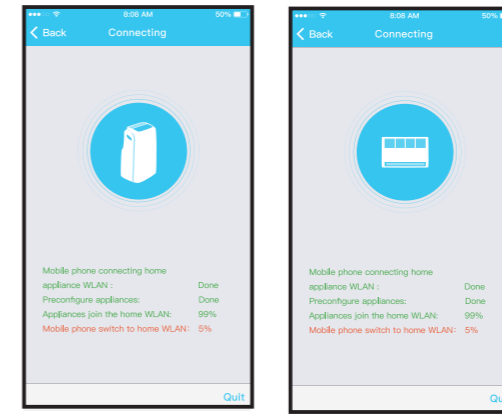 8:08 AM
50%
Back
Connecting
Mobile phone connecting home
appliance WLAN :
Done
Preconfigure appliances:
Done
Appliances join the home WLAN:
99%
Mobile phone switch to home WLAN:
5%
Quit
8:08 AM
50%
Back
Connecting
Mobile phone connecting home
appliance WLAN :
Done
Preconfigure appliances:
Done
Appliances join the home WLAN:
99%
Mobile phone switch to home WLAN:
5%